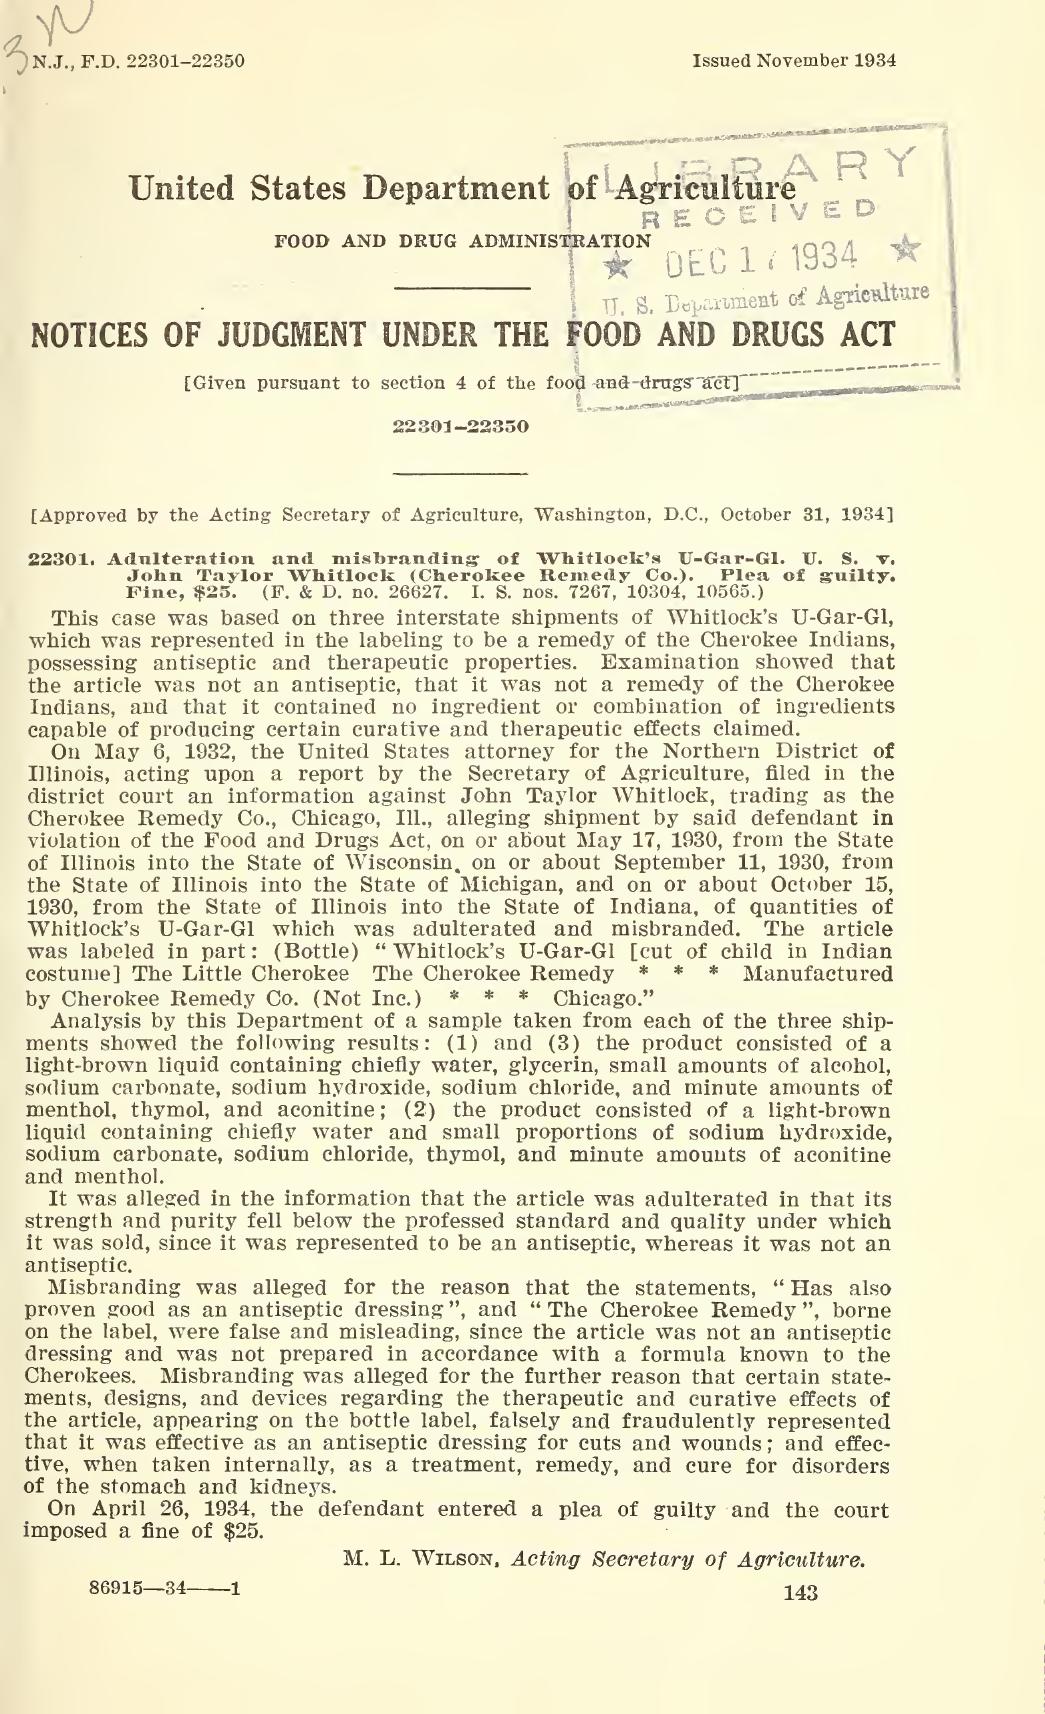 3 W
N.J., F.D. 22301–22350
Issued November 1934
LIBRARY
RECEIVED
★ DEC 17 1934 ★
U. S. Department of Agriculture
United States Department of Agriculture
FOOD AND DRUG ADMINISTRATION
NOTICES OF JUDGMENT UNDER THE FOOD AND DRUGS ACT
[Given pursuant to section 4 of the food and drugs act]
22301–22350
[Approved by the Acting Secretary of Agriculture, Washington, D.C., October 31, 1934]
22301. Adulteration and misbranding of Whitlock's U-Gar-Gl. U. S. v.
John Taylor Whitlock (Cherokee Remedy Co.). Plea of guilty.
Fine, $25. (F. & D. no. 26627. I. S. nos. 7267, 10304, 10565.)
This case was based on three interstate shipments of Whitlock's U-Gar-Gl,
which was represented in the labeling to be a remedy of the Cherokee Indians,
possessing antiseptic and therapeutic properties. Examination showed that
the article was not an antiseptic, that it was not a remedy of the Cherokee
Indians, and that it contained no ingredient or combination of ingredients
capable of producing certain curative and therapeutic effects claimed.
On May 6, 1932, the United States attorney for the Northern District of
Illinois, acting upon a report by the Secretary of Agriculture, filed in the
district court an information against John Taylor Whitlock, trading as the
Cherokee Remedy Co., Chicago, Ill., alleging shipment by said defendant in
violation of the Food and Drugs Act, on or about May 17, 1930, from the State
of Illinois into the State of Wisconsin, on or about September 11, 1930, from
the State of Illinois into the State of Michigan, and on or about October 15,
1930, from the State of Illinois into the State of Indiana, of quantities of
Whitlock's U-Gar-Gl which was adulterated and misbranded. The article
was labeled in part: (Bottle) "Whitlock's U-Gar-Gl [cut of child in Indian
costume] The Little Cherokee The Cherokee Remedy * * * Manufactured
by Cherokee Remedy Co. (Not Inc.) * * * Chicago."
Analysis by this Department of a sample taken from each of the three ship-
ments showed the following results: (1) and (3) the product consisted of a
light-brown liquid containing chiefly water, glycerin, small amounts of alcohol,
sodium carbonate, sodium hydroxide, sodium chloride, and minute amounts of
menthol, thymol, and aconitine; (2) the product consisted of a light-brown
liquid containing chiefly water and small proportions of sodium hydroxide,
sodium carbonate, sodium chloride, thymol, and minute amounts of aconitine
and menthol.
It was alleged in the information that the article was adulterated in that its
strength and purity fell below the professed standard and quality under which
it was sold, since it was represented to be an antiseptic, whereas it was not an
antiseptic.
Misbranding was alleged for the reason that the statements, "Has also
proven good as an antiseptic dressing", and "The Cherokee Remedy", borne
on the label, were false and misleading, since the article was not an antiseptic
dressing and was not prepared in accordance with a formula known to the
Cherokees. Misbranding was alleged for the further reason that certain state-
ments, designs, and devices regarding the therapeutic and curative effects of
the article, appearing on the bottle label, falsely and fraudulently represented
that it was effective as an antiseptic dressing for cuts and wounds; and effec-
tive, when taken internally, as a treatment, remedy, and cure for disorders
of the stomach and kidneys.
On April 26, 1934, the defendant entered a plea of guilty and the court
imposed a fine of $25.
M. L. WILSON, Acting Secretary of Agriculture.
86915—34——1
143